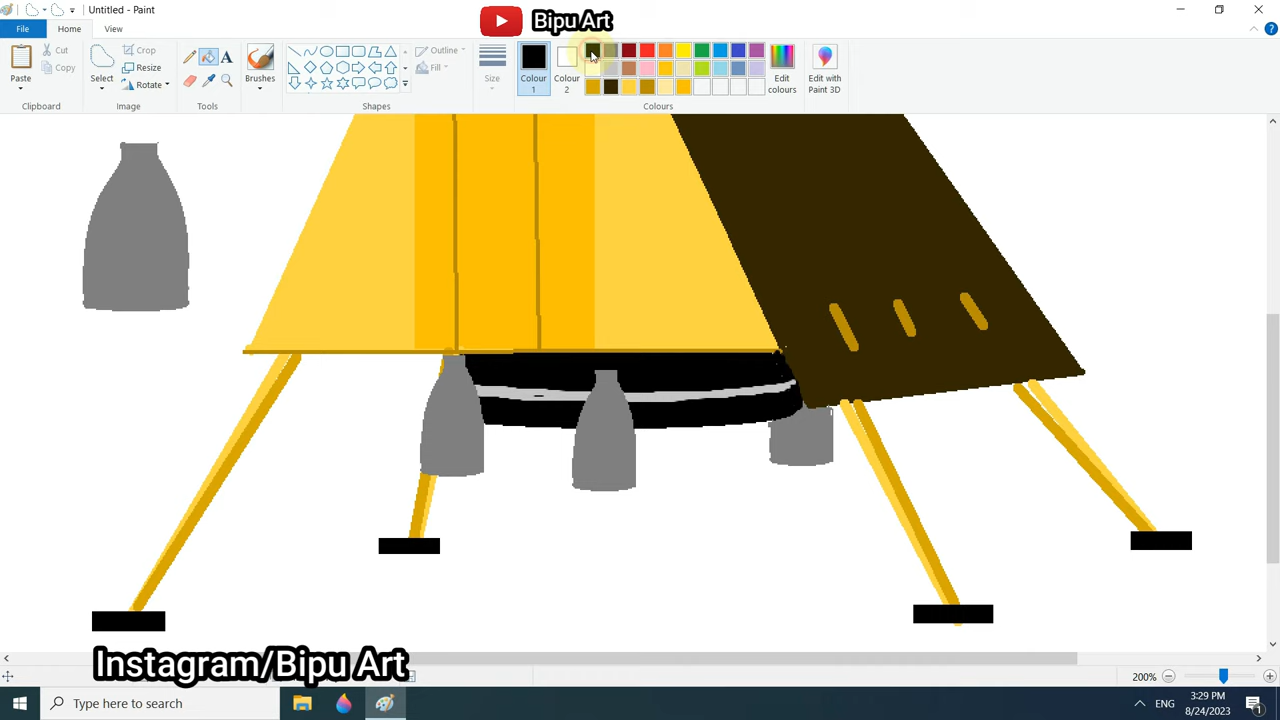 Untitled - Paint
Bipu Art
File
Home
View
Paste
Cut
Copy
Clipboard
Select
Crop
Resize
Rotate
Image
A
Tools
Brushes
Outline
Fill
Shapes
Size
Colour
1
Colour
2
Edit
colours
Colours
Edit with
Paint 3D
Instagram/Bipu Art
200%
Type here to search
ENG
3:29 PM
8/24/2023
1